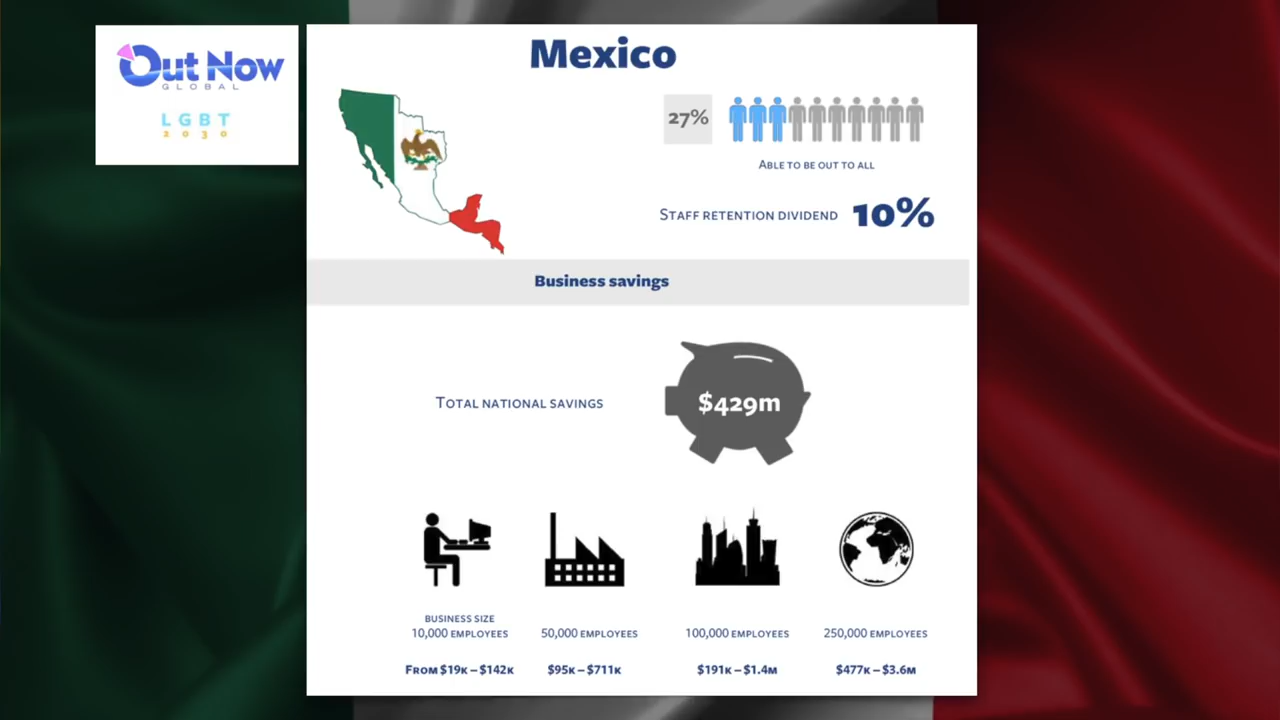 Out Now
GLOBAL
LGBT
2030
Mexico
27%
ABLE TO BE OUT TO ALL
STAFF RETENTION DIVIDEND 10%
Business savings
TOTAL NATIONAL SAVINGS $429m
BUSINESS SIZE
10,000 EMPLOYEES 50,000 EMPLOYEES 100,000 EMPLOYEES 250,000 EMPLOYEES
FROM $19K – $142K $95K – $711K $191K – $1.4M $477K – $3.6M